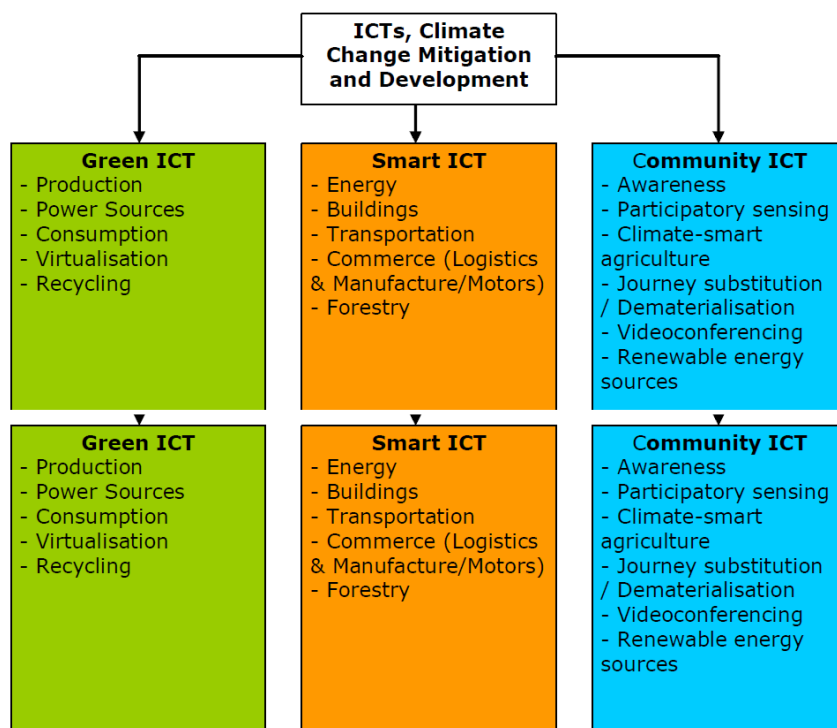 ICTs, Climate
Change Mitigation
and Development
Green ICT
- Production
- Power Sources
- Consumption
- Virtualisation
- Recycling
Smart ICT
- Energy
- Buildings
- Transportation
- Commerce (Logistics
& Manufacture/Motors)
- Forestry
Community ICT
- Awareness
- Participatory sensing
- Climate-smart
agriculture
- Journey substitution
/ Dematerialisation
- Videoconferencing
- Renewable energy
sources
Green ICT
- Production
- Power Sources
- Consumption
- Virtualisation
- Recycling
Smart ICT
- Energy
- Buildings
- Transportation
- Commerce (Logistics
& Manufacture/Motors)
- Forestry
Community ICT
- Awareness
- Participatory sensing
- Climate-smart
agriculture
- Journey substitution
/ Dematerialisation
- Videoconferencing
- Renewable energy
sources